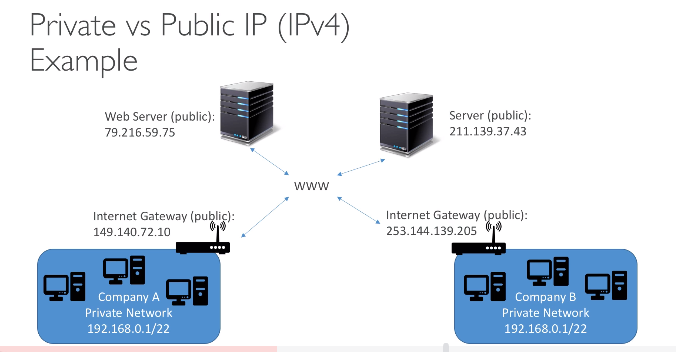 Private vs Public IP (IPv4)
Example
Web Server (public):
79.216.59.75
Server (public):
211.139.37.43
www
Internet Gateway (public):
149.140.72.10
Internet Gateway (public):
253.144.139.205
Company A
Private Network
192.168.0.1/22
Company B
Private Network
192.168.0.1/22